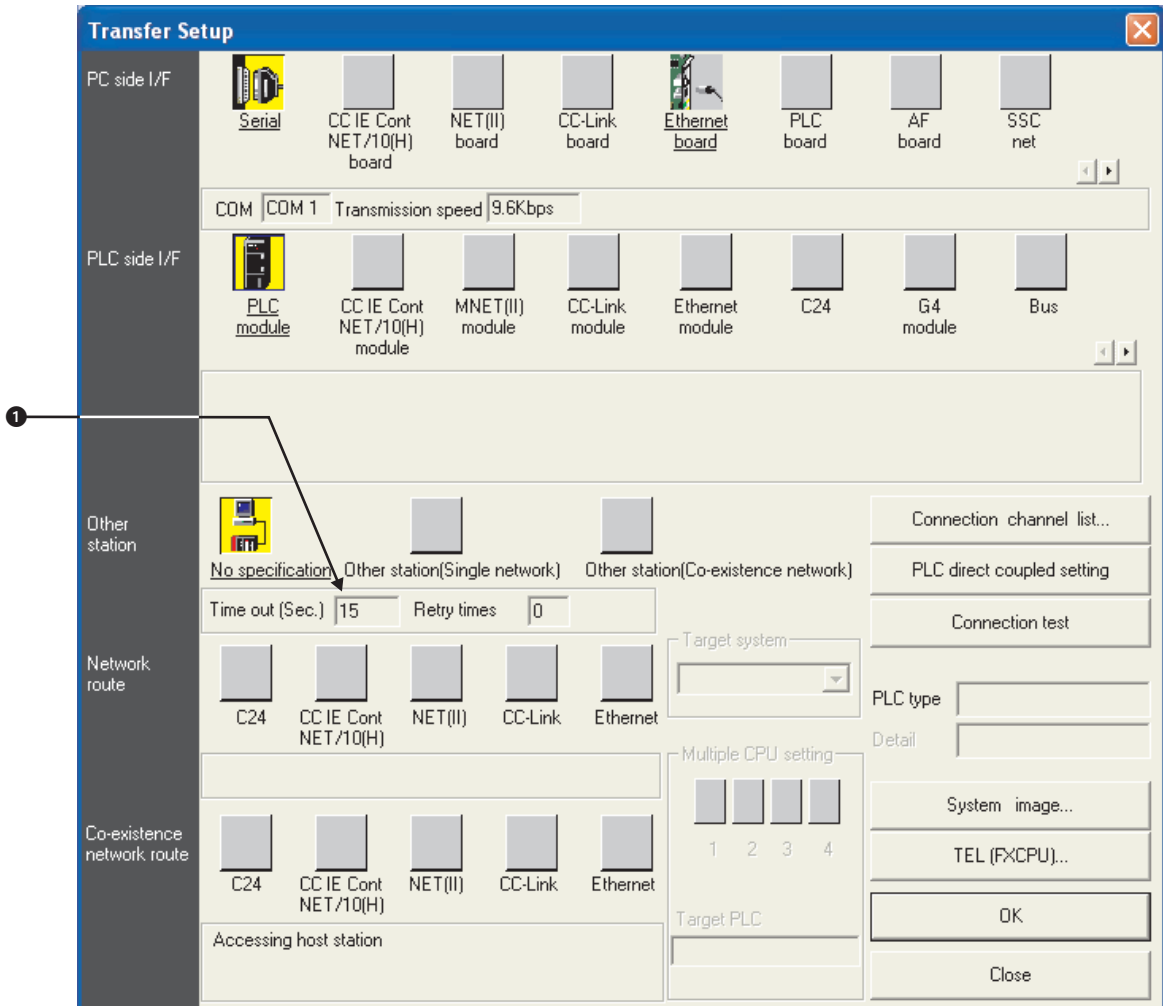 Transfer Setup
PC side I/F
Serial
CC IE Cont
NET/10(H)
board
NET(II)
board
CC-Link
board
Ethernet
board
PLC
board
AF
board
SSC
net
COM COM 1 Transmission speed 9.6Kbps
PLC side I/F
PLC
module
CC IE Cont
NET/10(H)
module
MNET(II)
module
CC-Link
module
Ethernet
module
C24
G4
module
Bus
1
Other
station
No specification
Other station(Single network)
Other station(Co-existence network)
Time out (Sec.) 15 Retry times 0
Connection channel list...
PLC direct coupled setting
Connection test
Network
route
C24
CC IE Cont
NET/10(H)
NET(II)
CC-Link
Ethernet
Target system
PLC type
Detail
Multiple CPU setting
1 2 3 4
Target PLC
System image...
TEL (FXCPU)...
OK
Close
Co-existence
network route
C24
CC IE Cont
NET/10(H)
NET(II)
CC-Link
Ethernet
Accessing host station